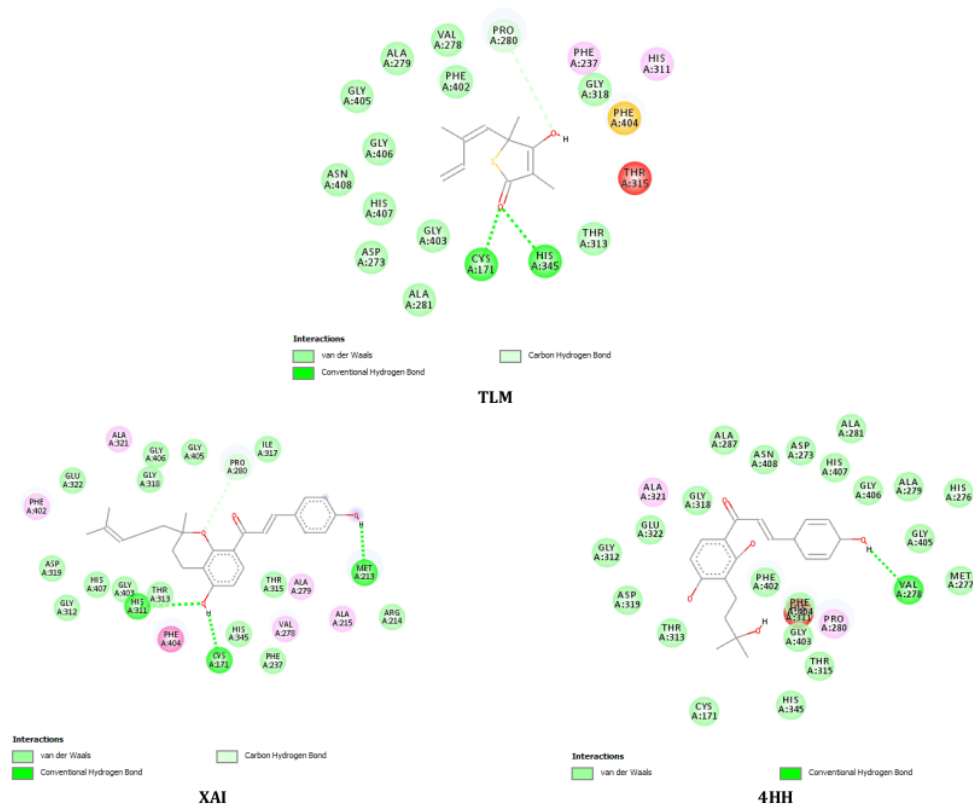 PRO
A:280
VAL
A:278
ALA
A:279
PHE
A:237
HIS
A:311
PHE
A:402
GLY
A:318
GLY
A:405
PHE
A:404
GLY
A:406
H
S
O
ASN
A:408
THR
A:315
HIS
A:407
O
GLY
A:403
THR
A:313
ASP
A:273
CYS
A:171
HIS
A:345
ALA
A:281
Interactions
van der Waals
Conventional Hydrogen Bond
Carbon Hydrogen Bond
TLM
ALA
A:321
GLY
A:406
GLY
A:405
ILE
A:317
PRO
A:280
GLU
A:322
GLY
A:318
PHE
A:402
O
O
O
H
ASP
A:319
HIS
A:407
GLY
A:403
THR
A:313
THR
A:315
ALA
A:279
MET
A:213
GLY
A:312
HIS
A:311
O
H
ALA
A:215
ARG
A:214
PHE
A:404
HIS
A:345
VAL
A:278
CYS
A:171
PHE
A:237
Interactions
van der Waals
Conventional Hydrogen Bond
Carbon Hydrogen Bond
XAI
ALA
A:281
ALA
A:287
ASN
A:408
ASP
A:273
HIS
A:407
ALA
A:321
GLY
A:318
GLY
A:406
ALA
A:279
HIS
A:276
GLU
A:322
O
O
O
H
GLY
A:405
GLY
A:312
PHE
A:402
VAL
A:278
MET
A:277
ASP
A:319
O
PHE
A:404
A:311
PRO
A:280
THR
A:313
O
H
GLY
A:403
THR
A:315
CYS
A:171
HIS
A:345
Interactions
van der Waals
Conventional Hydrogen Bond
4HH